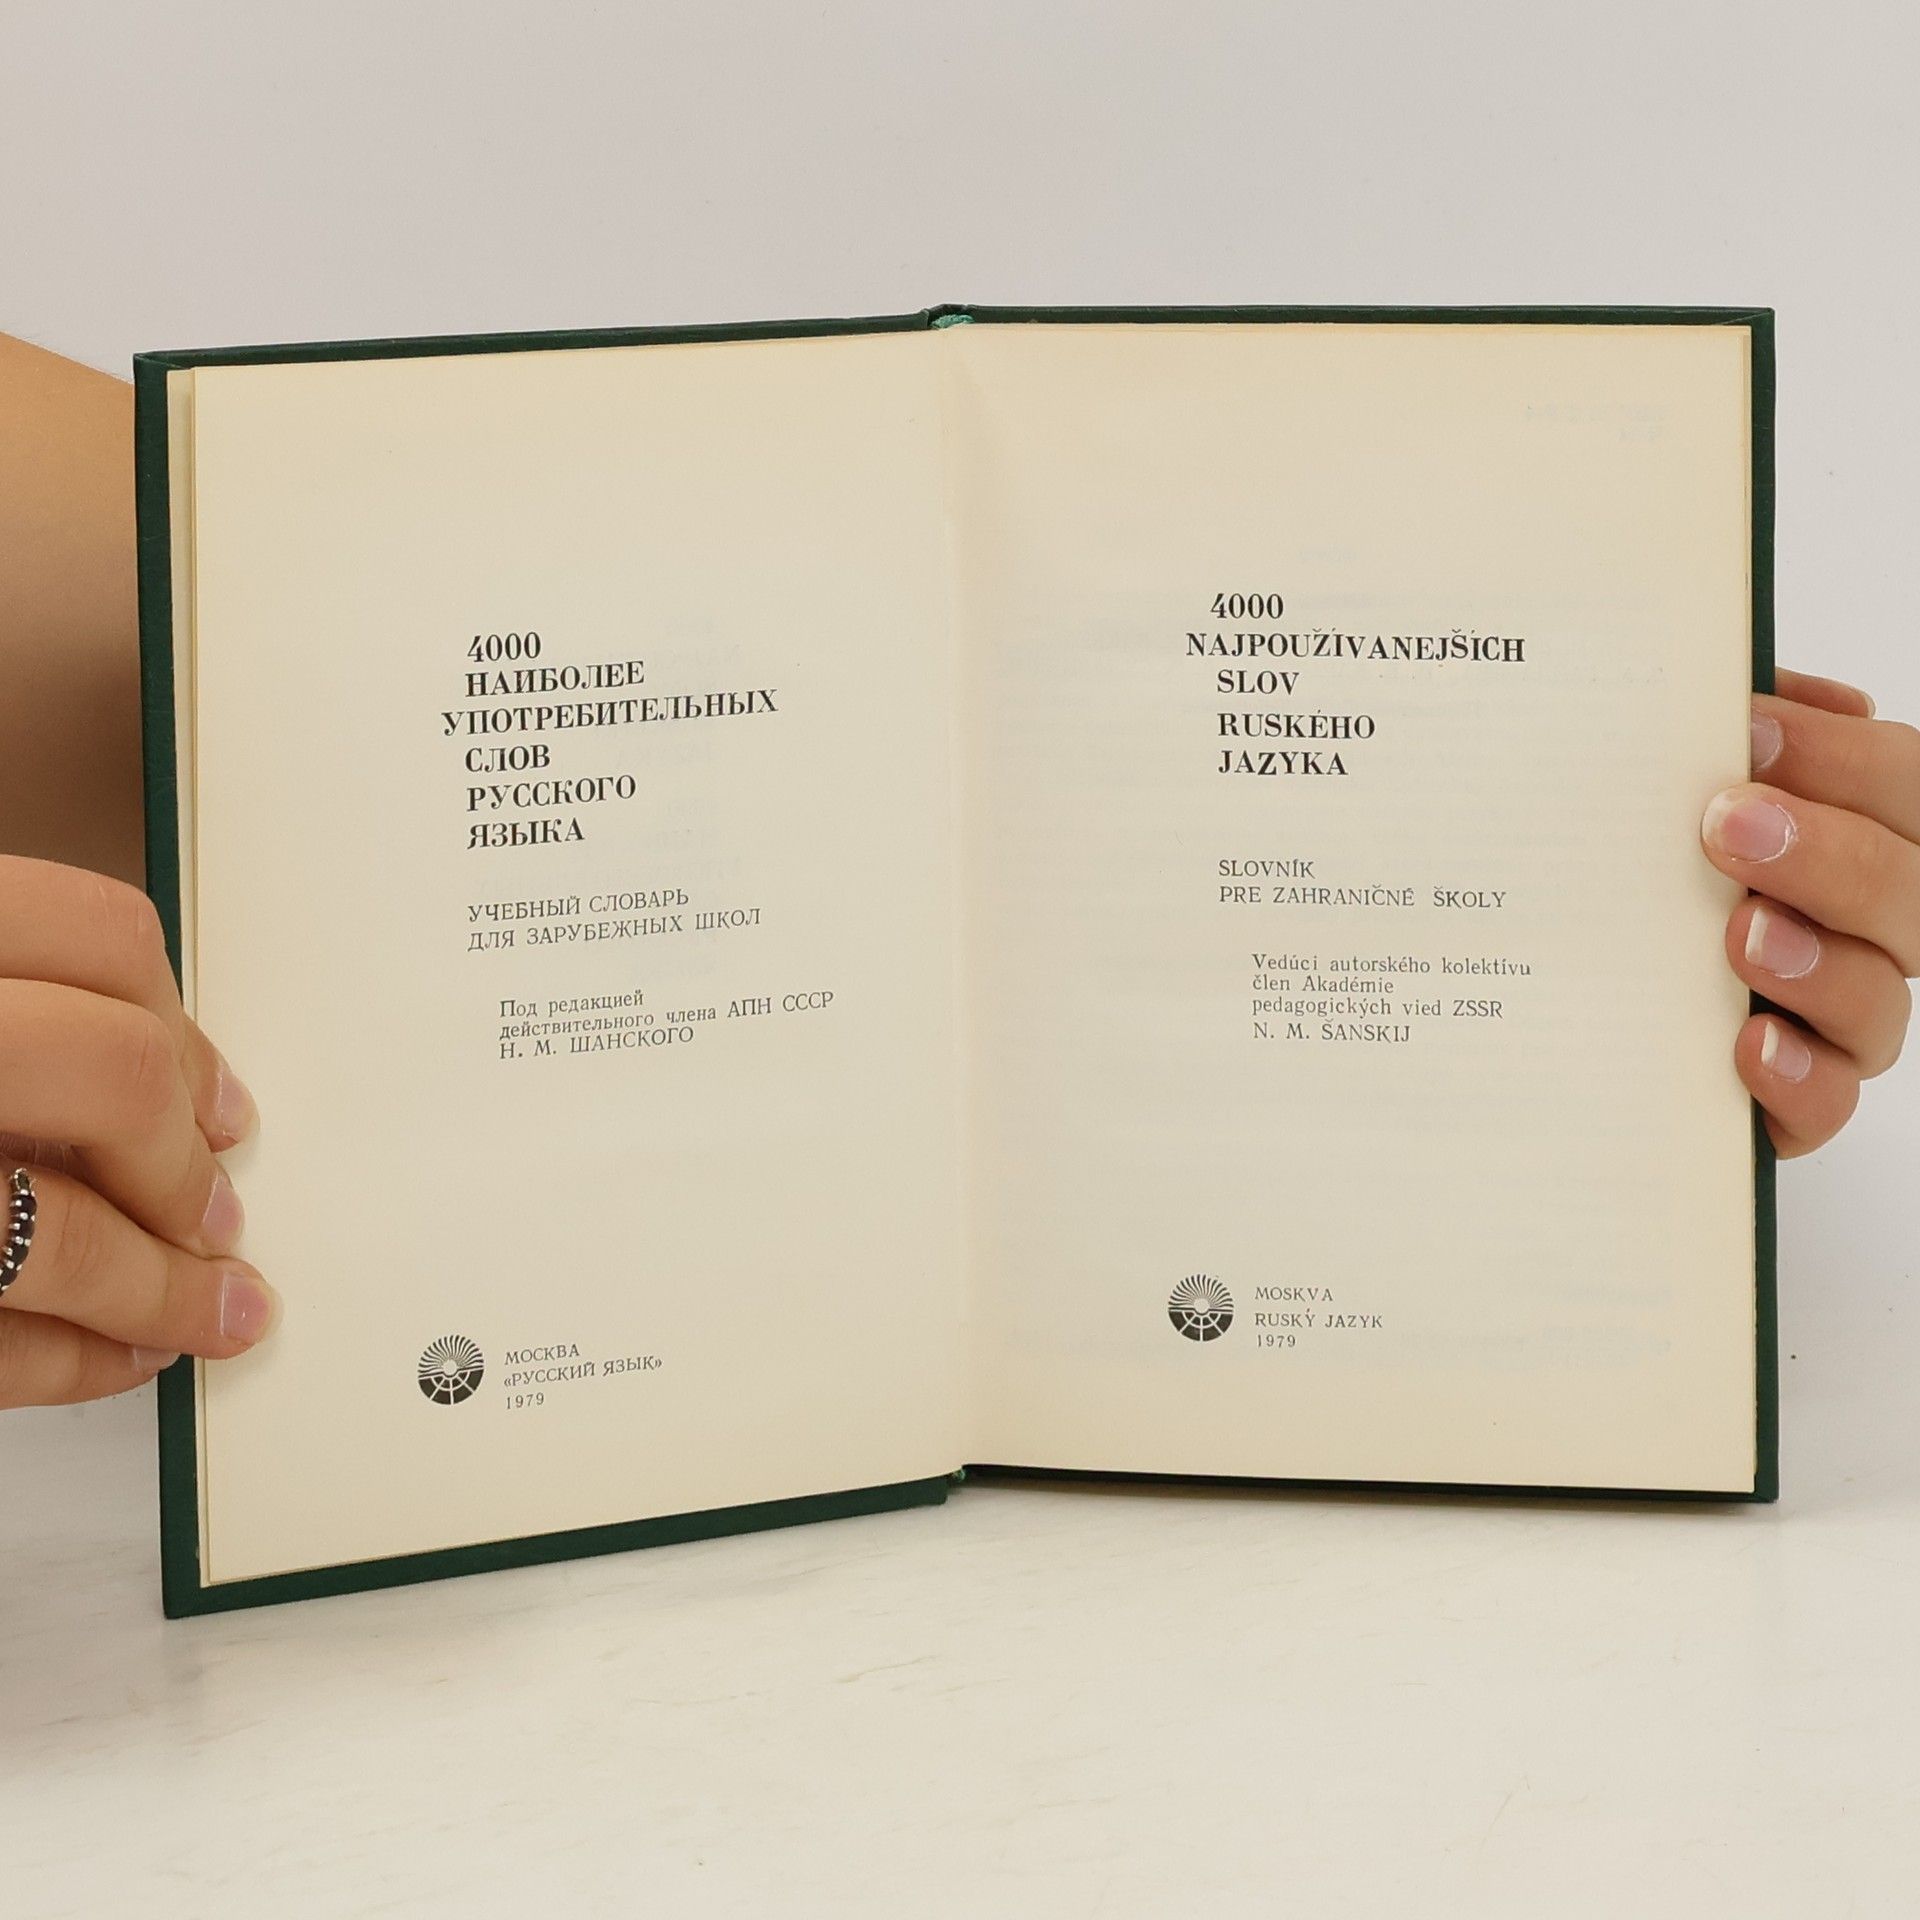 4000
НАИБОЛЕЕ
УПОТРЕБИТЕЛЬНЫХ
СЛОВ
РУССКОГО
ЯЗЫКА
УЧЕБНЫЙ СЛОВАРЬ
ДЛЯ ЗАРУБЕЖНЫХ ШКОЛ
Под редакцией
действительного члена АПН СССР
Н. М. ШАНСКОГО
МОСКВА
«РУССКИЙ ЯЗЫК»
1979
4000
NAJPOUŽÍVANEJŠÍCH
SLOV
RUSKÉHO
JAZYKA
SLOVNÍK
PRE ZAHRANIČNÉ ŠKOLY
Vedúci autorského kolektívu
člen Akadémie
pedagogických vied ZSSR
N. M. ŠANSKIJ
MOSKVA
RUSKÝ JAZYK
1979